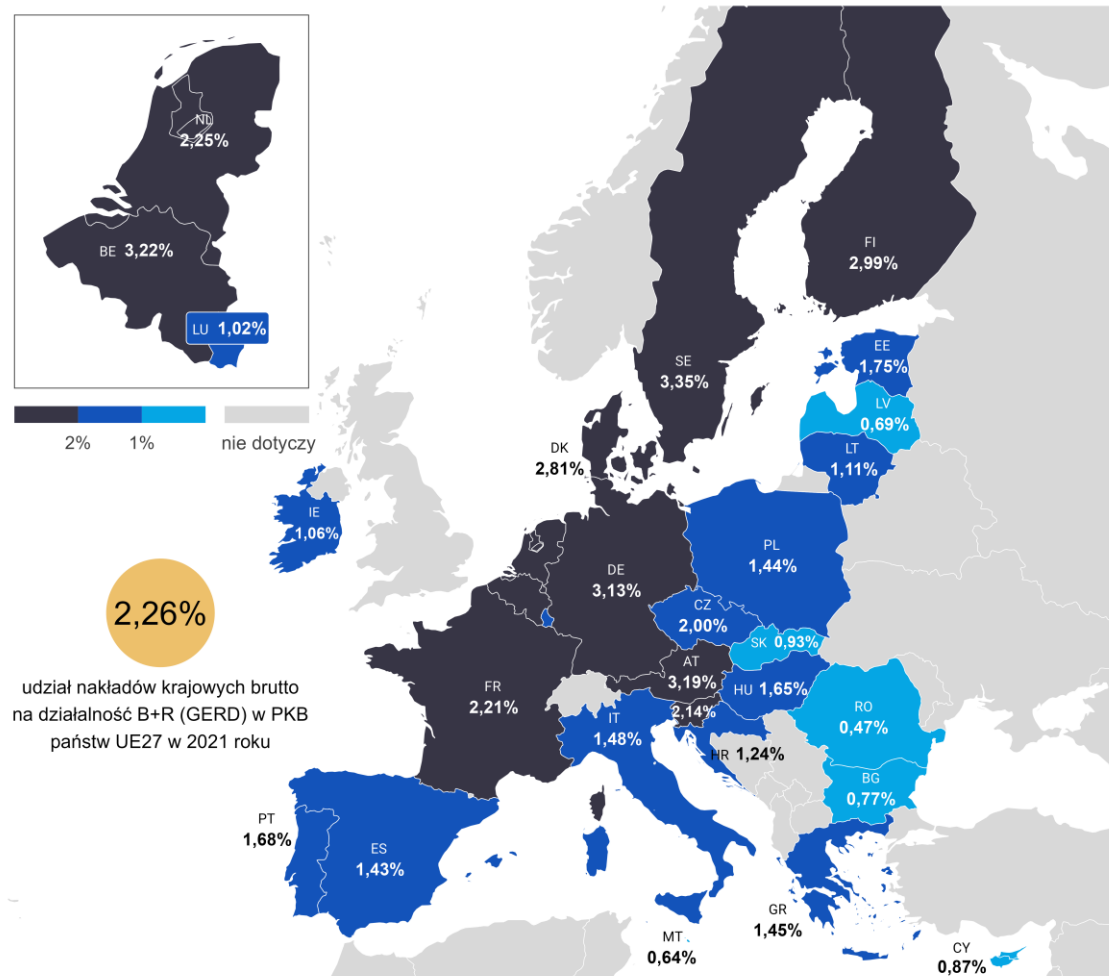 NL
2,25%
BE 3,22%
LU 1,02%
2% 1% nie dotyczy
FI
2,99%
SE
3,35%
EE
1,75%
LV
0,69%
LT
1,11%
DK
2,81%
IE
1,06%
PL
1,44%
DE
3,13%
CZ
2,00%
SK 0,93%
AT
3,19%
HU 1,65%
2,26%
udział nakładów krajowych brutto
na działalność B+R (GERD) w PKB
państw UE27 w 2021 roku
FR
2,21%
2,14%
IT
1,48%
HR 1,24%
RO
0,47%
BG
0,77%
PT
1,68%
ES
1,43%
GR
1,45%
MT
0,64%
CY
0,87%